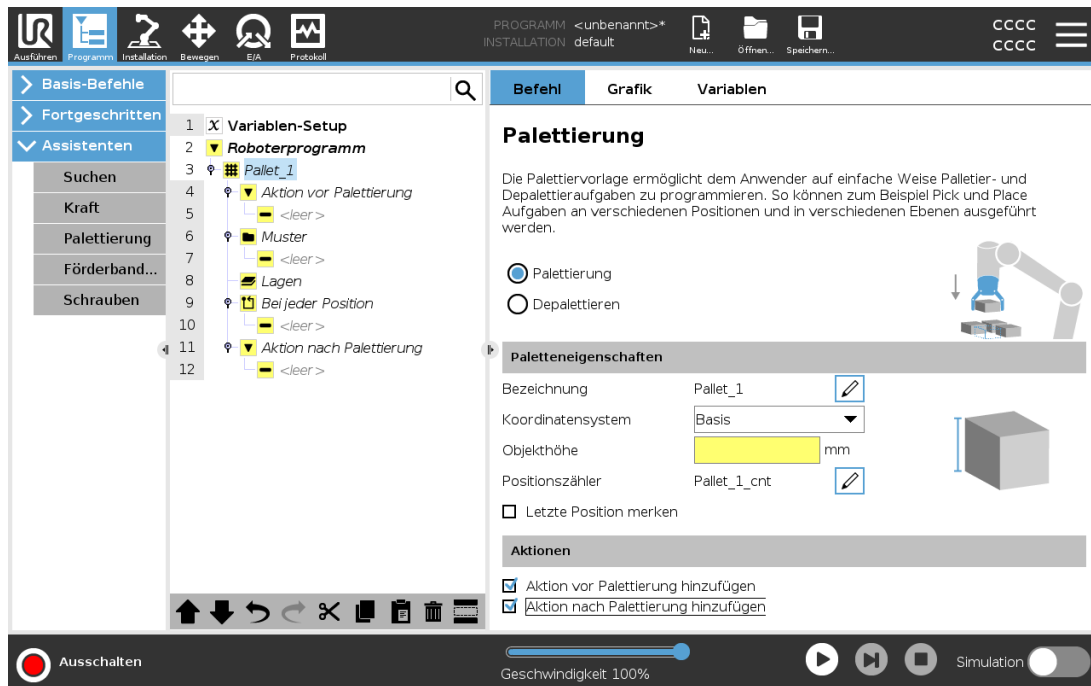 PROGRAMM <unbenannt>*
INSTALLATION default
CCCC
CCCC
Ausführen Programm Installation Bewegen E/A Protokoll
Neu... Öffnen... Speichern...
Basis-Befehle
Fortgeschritten
Assistenten
Suchen
Kraft
Palettierung
Förderband...
Schrauben
1 X Variablen-Setup
2 Roboterprogramm
3 Pallet_1
4 Aktion vor Palettierung
5 <leer>
6 Muster
7 <leer>
8 Lagen
9 Bei jeder Position
10 <leer>
11 Aktion nach Palettierung
12 <leer>
Befehl Grafik Variablen
Palettierung
Die Palettiervorlage ermöglicht dem Anwender auf einfache Weise Palletier- und
Depalettieraufgaben zu programmieren. So können zum Beispiel Pick und Place
Aufgaben an verschiedenen Positionen und in verschiedenen Ebenen ausgeführt
werden.
Palettierung
Depalettieren
Paletteneigenschaften
Bezeichnung Pallet_1
Koordinatensystem Basis
Objekthöhe mm
Positionszähler Pallet_1_cnt
Letzte Position merken
Aktionen
Aktion vor Palettierung hinzufügen
Aktion nach Palettierung hinzufügen
Ausschalten
Geschwindigkeit 100%
Simulation